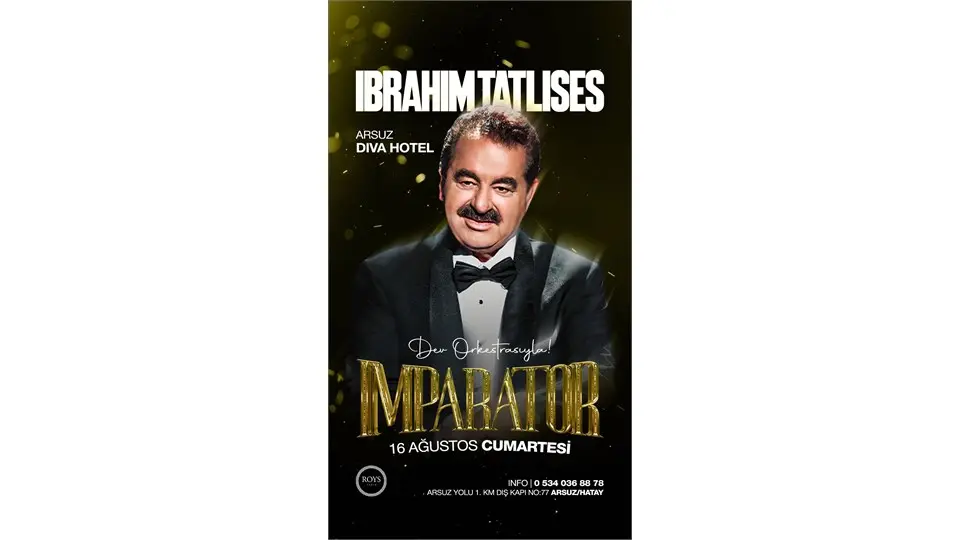 IBRAHIM TATLISES
ARSUZ
DIVA HOTEL
Dev Orkestrasıyla!
IMPARATOR
16 AĞUSTOS CUMARTESİ
ROYS
INFO | 0 534 036 88 78
ARSUZ YOLU 1. KM DIŞ KAPI NO:77 ARSUZ/HATAY